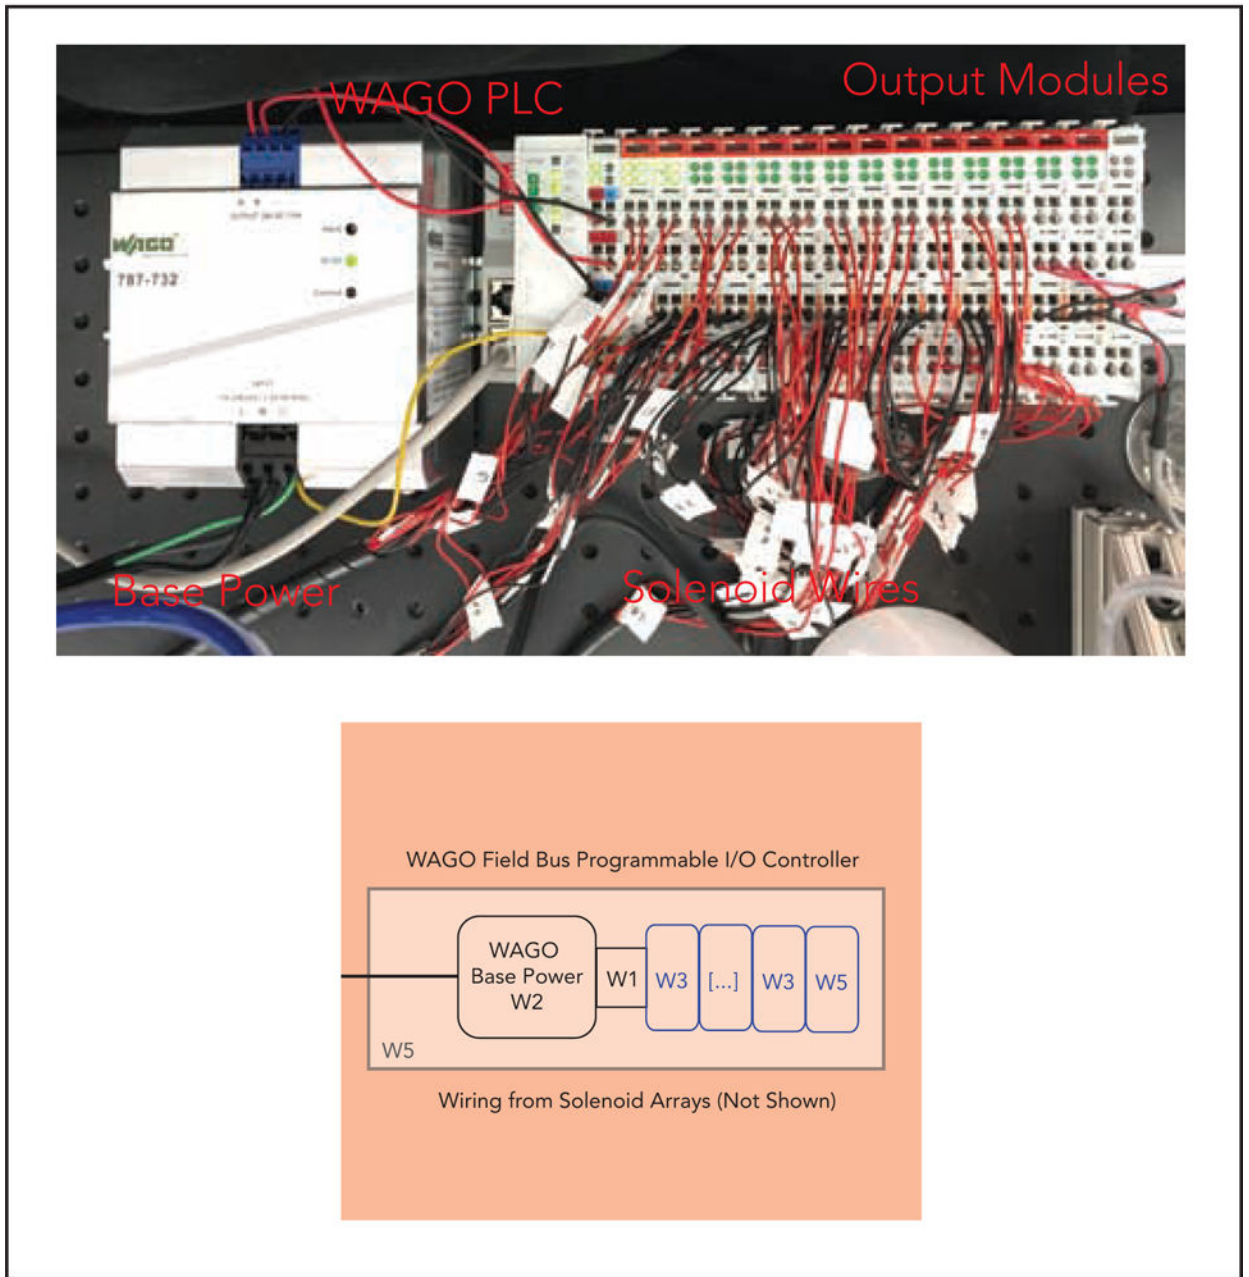 WAGO PLC
Output Modules
WAGO
787-732
Base Power
Solenoid Wires
WAGO Field Bus Programmable I/O Controller
WAGO
Base Power
W2
W1
W3
[...]
W3
W5
W5
Wiring from Solenoid Arrays (Not Shown)